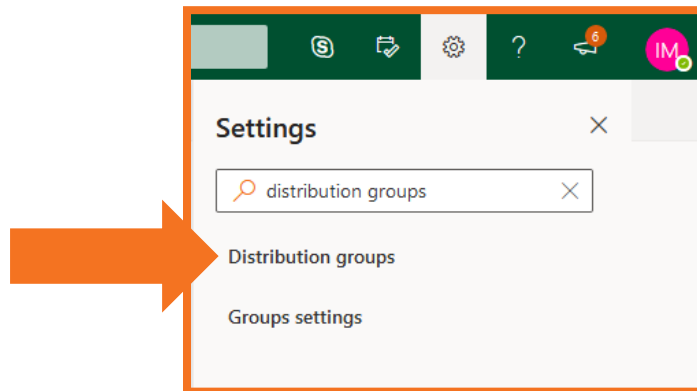 S
?
6
IM
Settings
distribution groups
Distribution groups
Groups settings